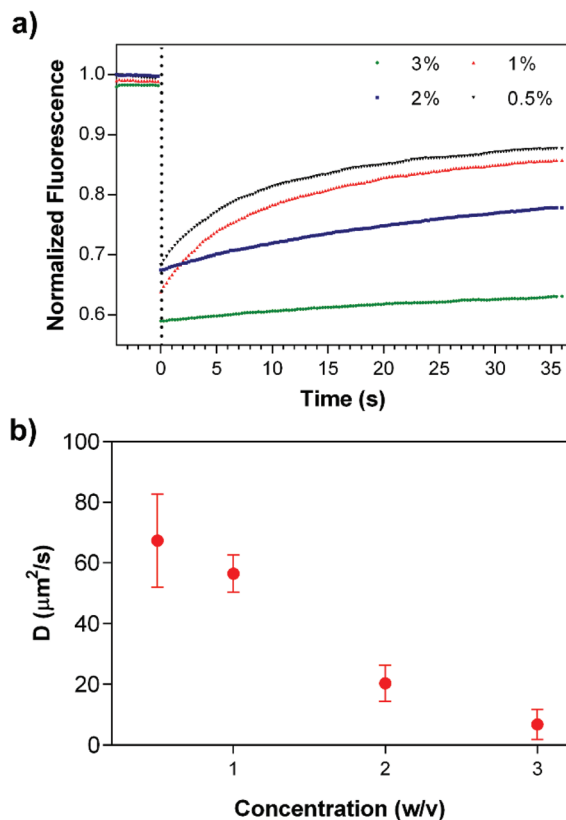 a)
3% 1%
2% 0.5%
1.0
0.9
0.8
0.7
0.6
Normalized Fluorescence
0 5 10 15 20 25 30 35
Time (s)
b)
100
80
60
40
20
0
D (μm²/s)
1 2 3
Concentration (w/v)